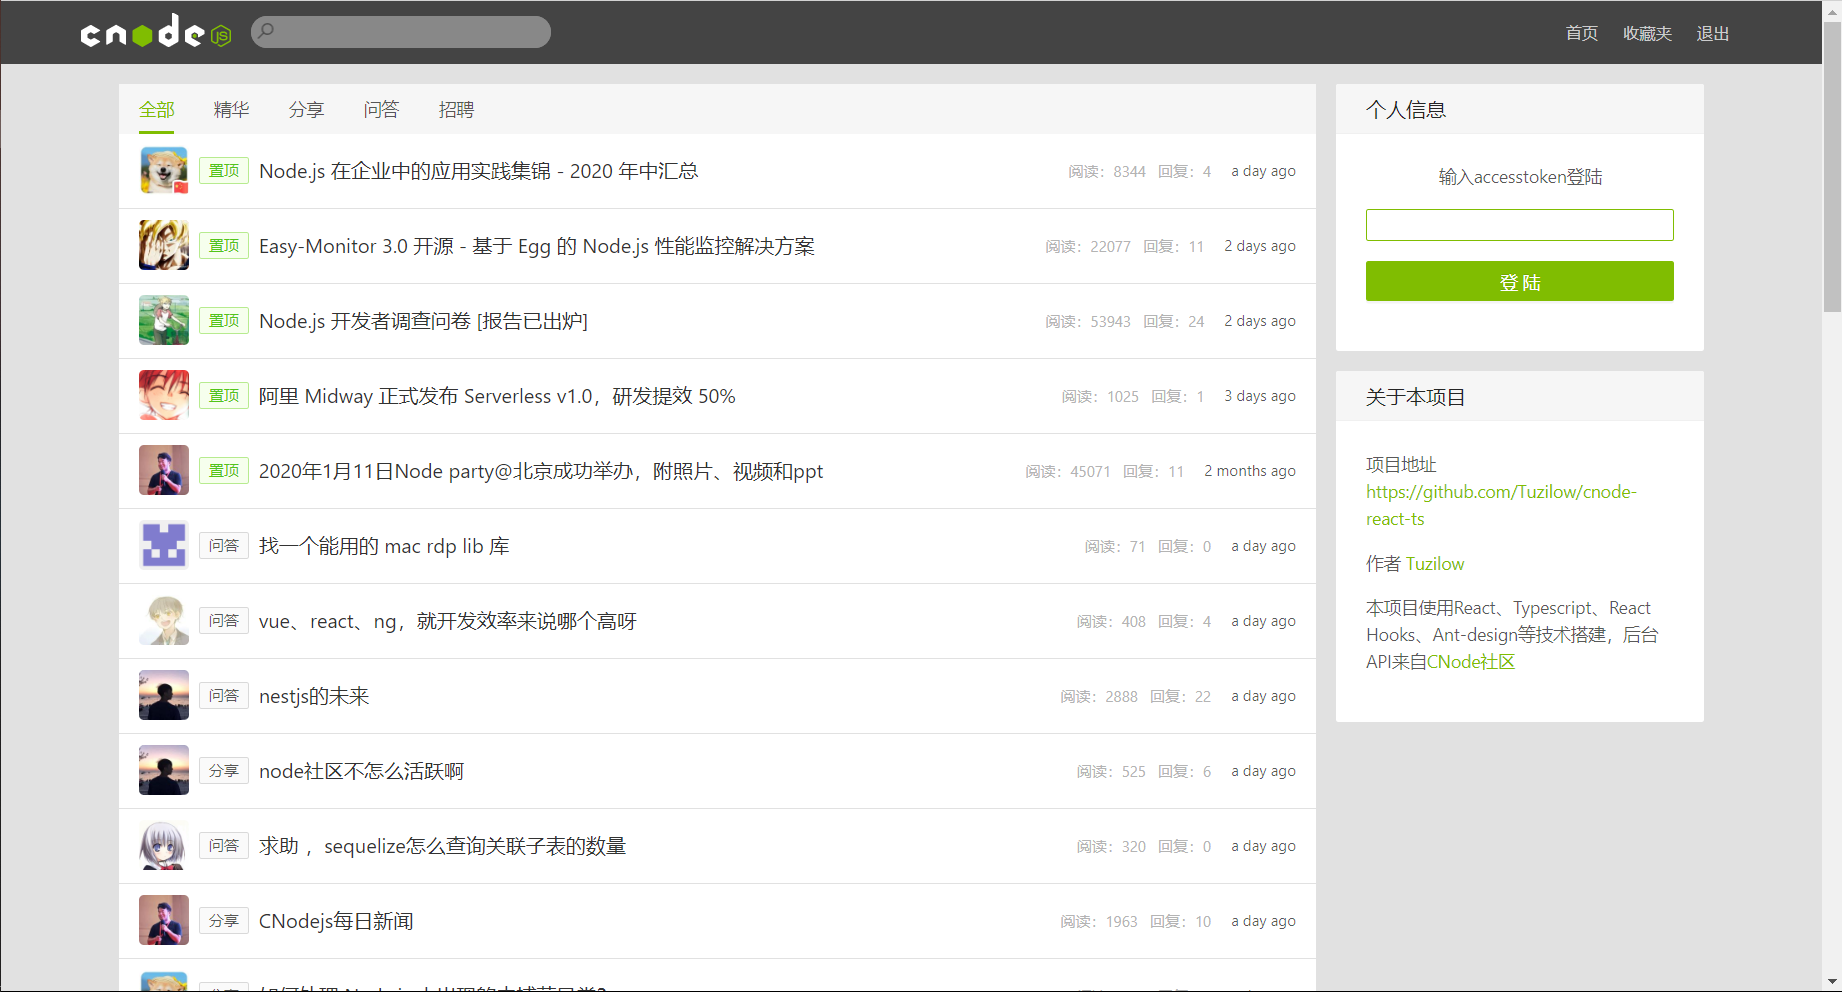 cnode JS
首页 收藏夹 退出
全部 精华 分享 问答 招聘
置顶 Node.js 在企业中的应用实践集锦 - 2020 年中汇总 阅读：8344 回复：4 a day ago
置顶 Easy-Monitor 3.0 开源 - 基于 Egg 的 Node.js 性能监控解决方案 阅读：22077 回复：11 2 days ago
置顶 Node.js 开发者调查问卷 [报告已出炉] 阅读：53943 回复：24 2 days ago
置顶 阿里 Midway 正式发布 Serverless v1.0，研发提效 50% 阅读：1025 回复：1 3 days ago
置顶 2020年1月11日Node party@北京成功举办，附照片、视频和ppt 阅读：45071 回复：11 2 months ago
问答 找一个能用的 mac rdp lib 库 阅读：71 回复：0 a day ago
问答 vue、react、ng，就开发效率来说哪个高呀 阅读：408 回复：4 a day ago
问答 nestjs的未来 阅读：2888 回复：22 a day ago
分享 node社区不怎么活跃啊 阅读：525 回复：6 a day ago
问答 求助 ，sequelize怎么查询关联子表的数量 阅读：320 回复：0 a day ago
分享 CNodejs每日新闻 阅读：1963 回复：10 a day ago
个人信息
输入accesstoken登陆
登 陆
关于本项目
项目地址
https://github.com/Tuzilow/cnode-
react-ts
作者 Tuzilow
本项目使用React、Typescript、React
Hooks、Ant-design等技术搭建，后台
API来自CNode社区